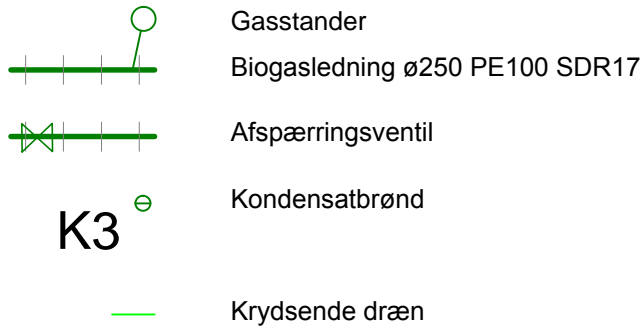 Gasstander
Biogasledning ø250 PE100 SDR17
Afspærringsventil
K3 Kondensatbrønd
Krydsende dræn